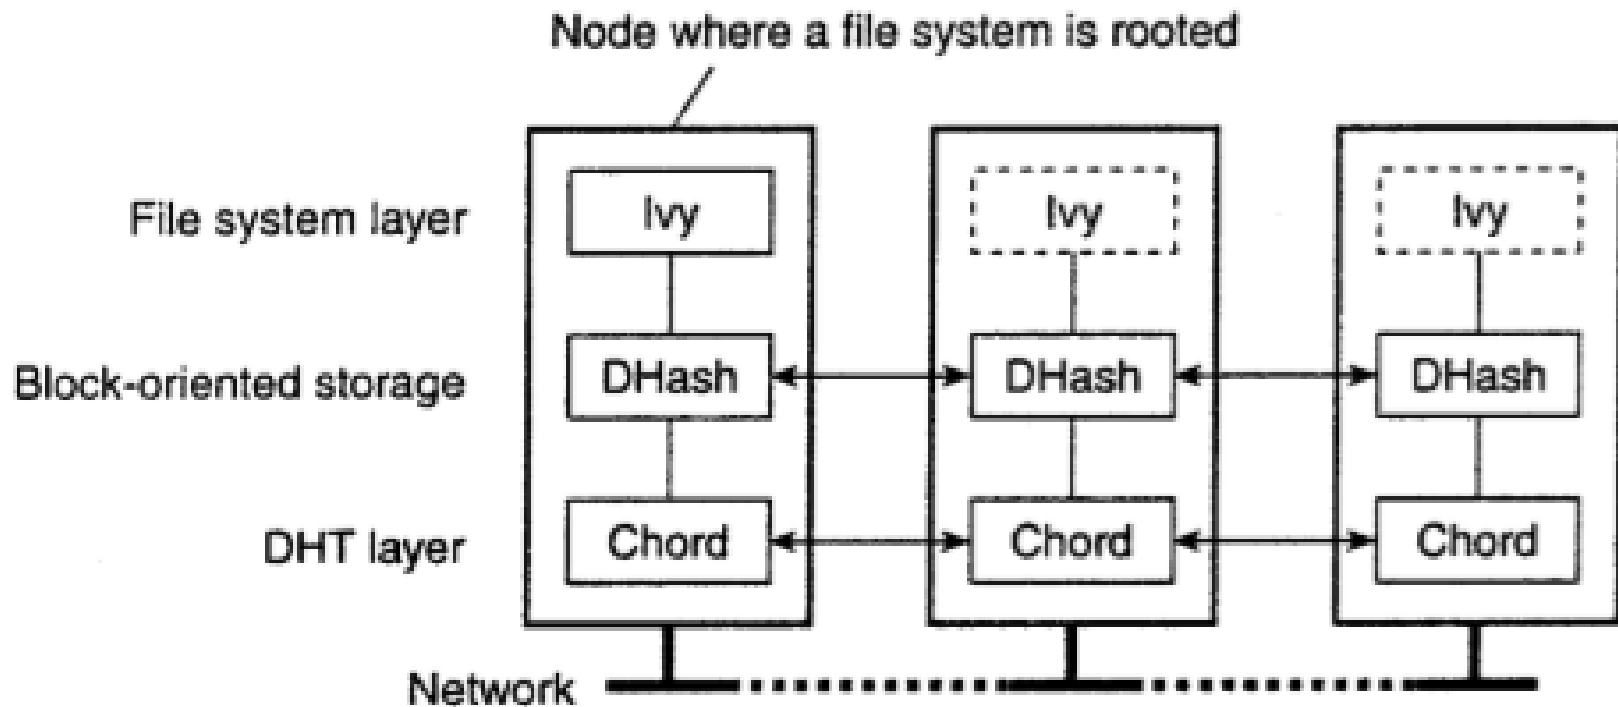 Node where a file system is rooted
File system layer
Ivy
Ivy
Ivy
Block-oriented storage
DHash
DHash
DHash
DHT layer
Chord
Chord
Chord
Network